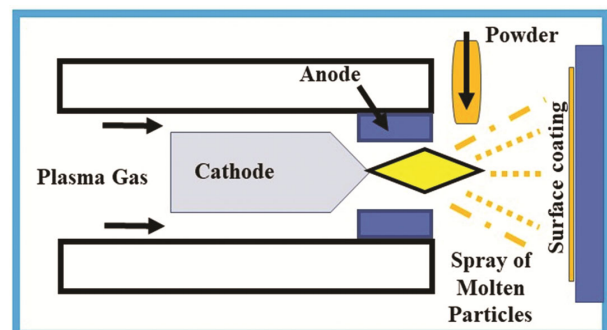 Powder
Anode
Plasma Gas
Cathode
Surface coating
Spray of
Molten
Particles